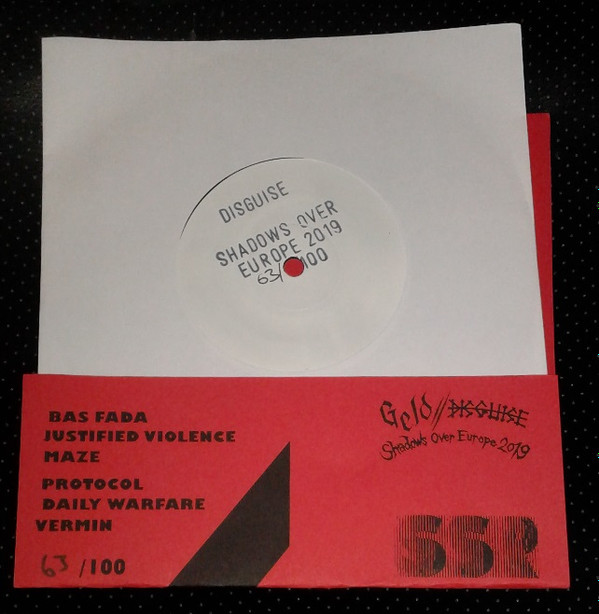 DISGUISE
SHADOWS OVER
EUROPE 2019
63/100
BAS FADA
JUSTIFIED VIOLENCE
MAZE
PROTOCOL
DAILY WARFARE
VERMIN
63 /100
Geld // DISGUISE
Shadows Over Europe 2019
SSR